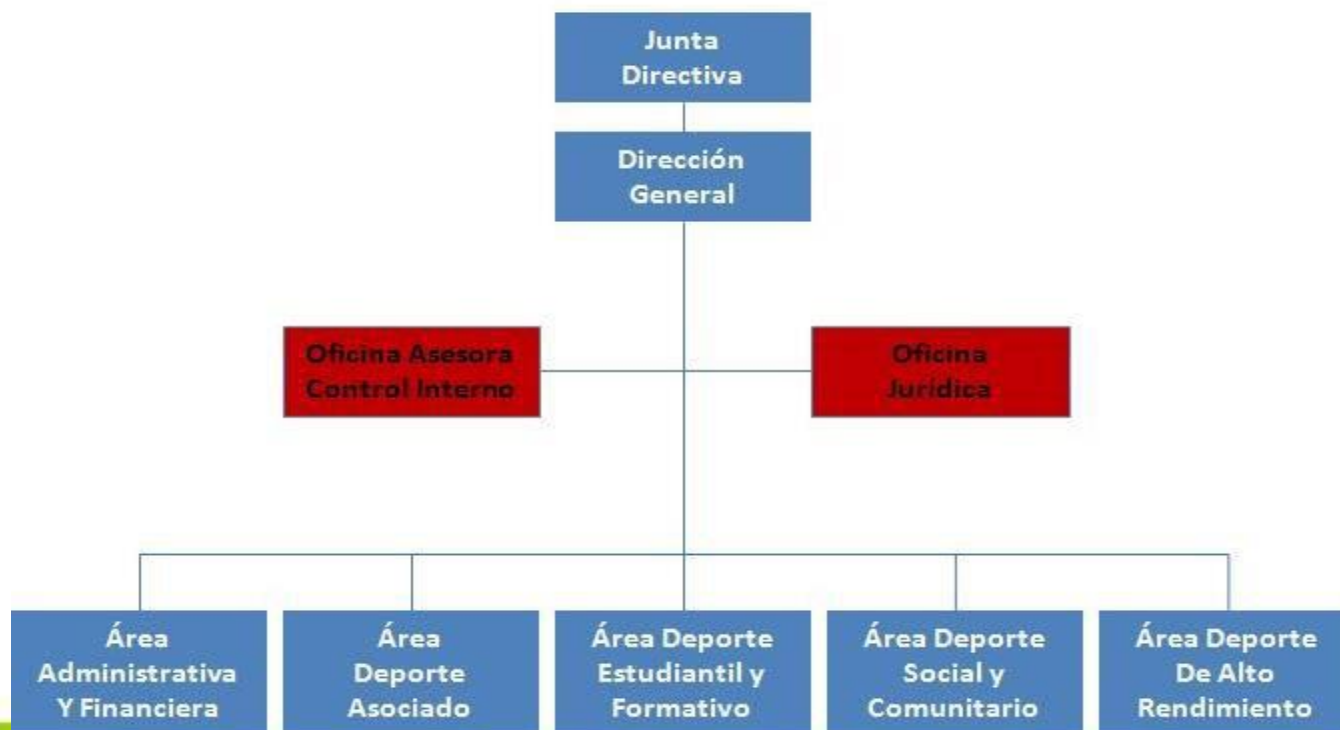 Junta
Directiva
Dirección
General
Oficina Asesora
Control Interno
Oficina
Jurídica
Área
Administrativa
Y Financiera
Área
Deporte
Asociado
Área Deporte
Estudiantil y
Formativo
Área Deporte
Social y
Comunitario
Área Deporte
De Alto
Rendimiento